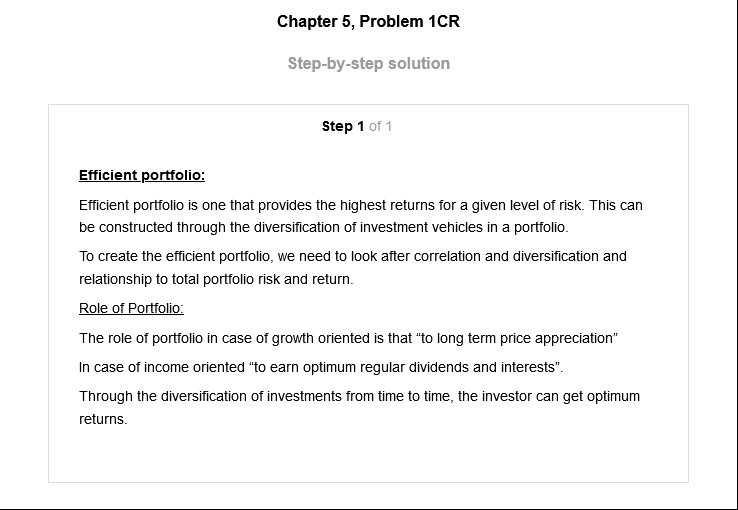 Chapter 5, Problem 1CR
Step-by-step solution
Step 1 of 1
Efficient portfolio:
Efficient portfolio is one that provides the highest returns for a given level of risk. This can
be constructed through the diversification of investment vehicles in a portfolio.
To create the efficient portfolio, we need to look after correlation and diversification and
relationship to total portfolio risk and return.
Role of Portfolio:
The role of portfolio in case of growth oriented is that “to long term price appreciation”
In case of income oriented “to earn optimum regular dividends and interests”.
Through the diversification of investments from time to time, the investor can get optimum
returns.